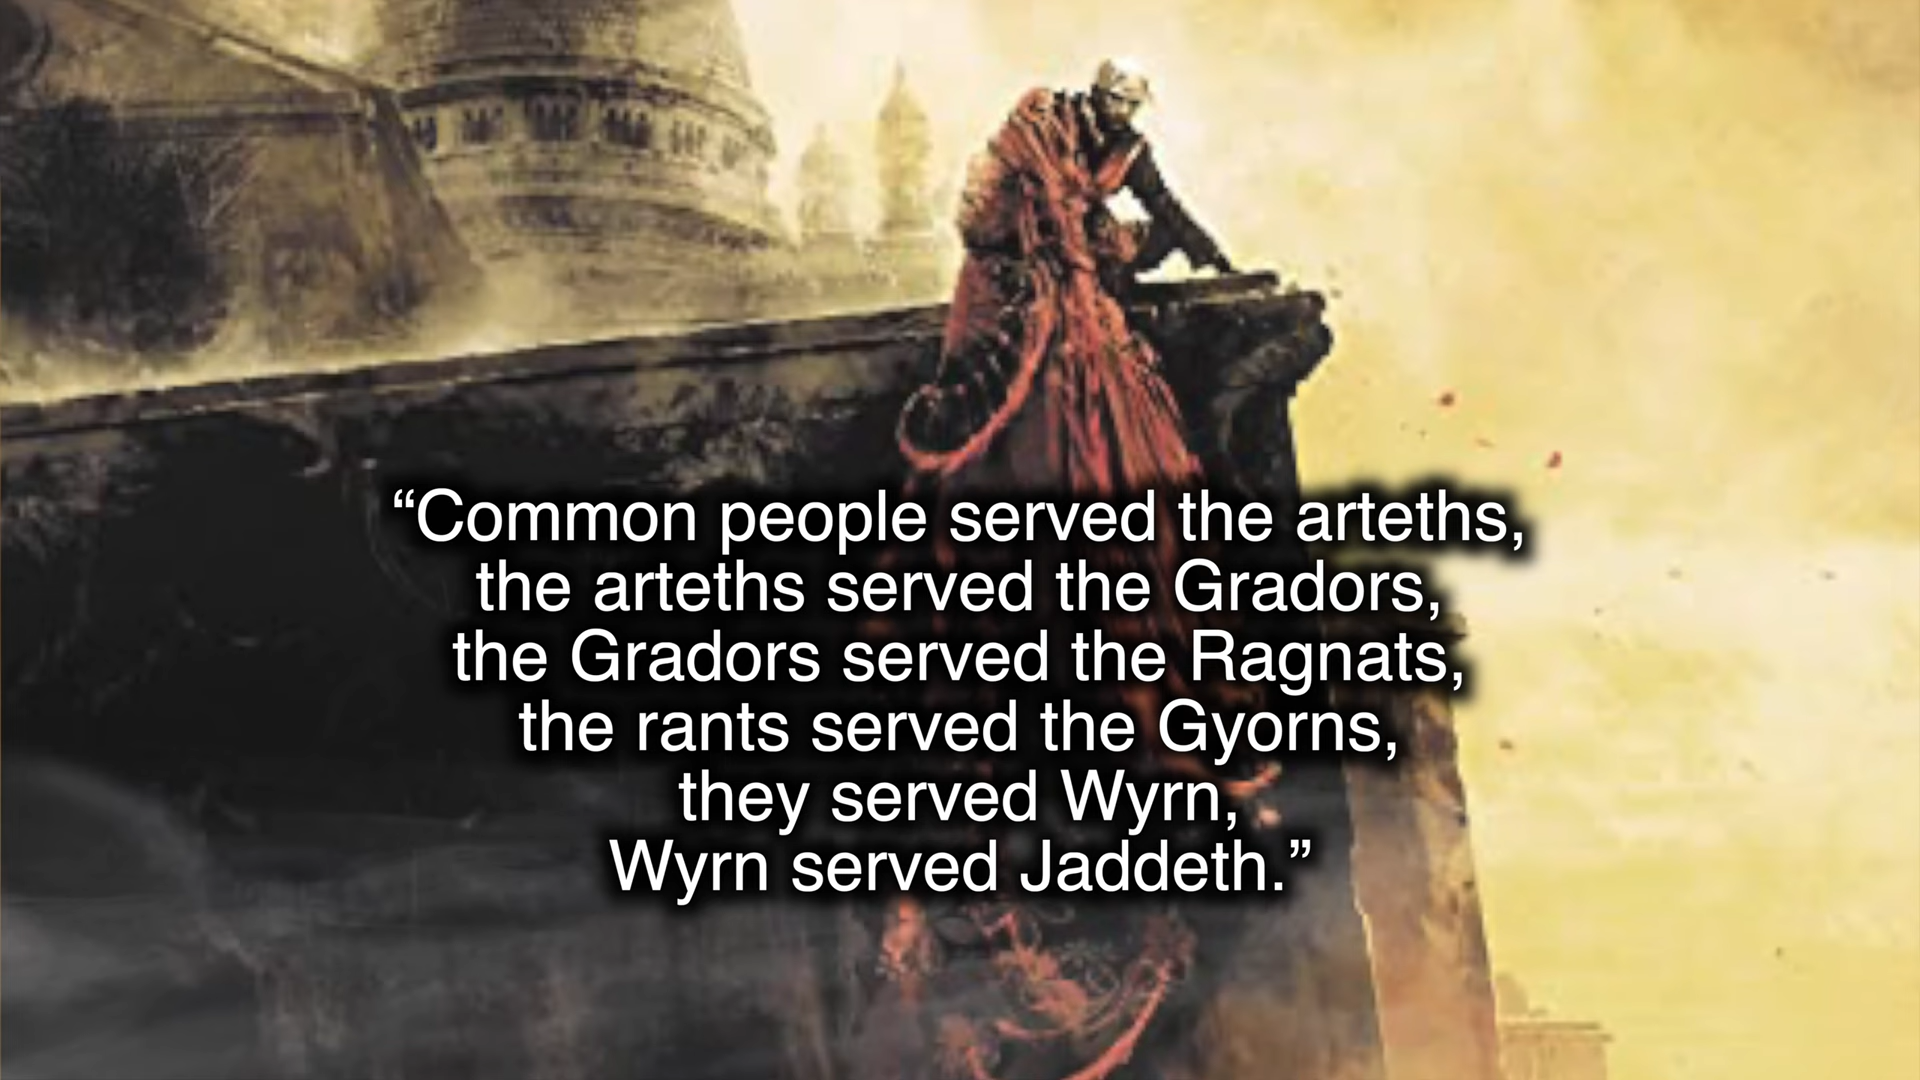 “Common people served the arteths,
the arteths served the Gradors,
the Gradors served the Ragnats,
the rants served the Gyorns,
they served Wyrn,
Wyrn served Jaddeth.”